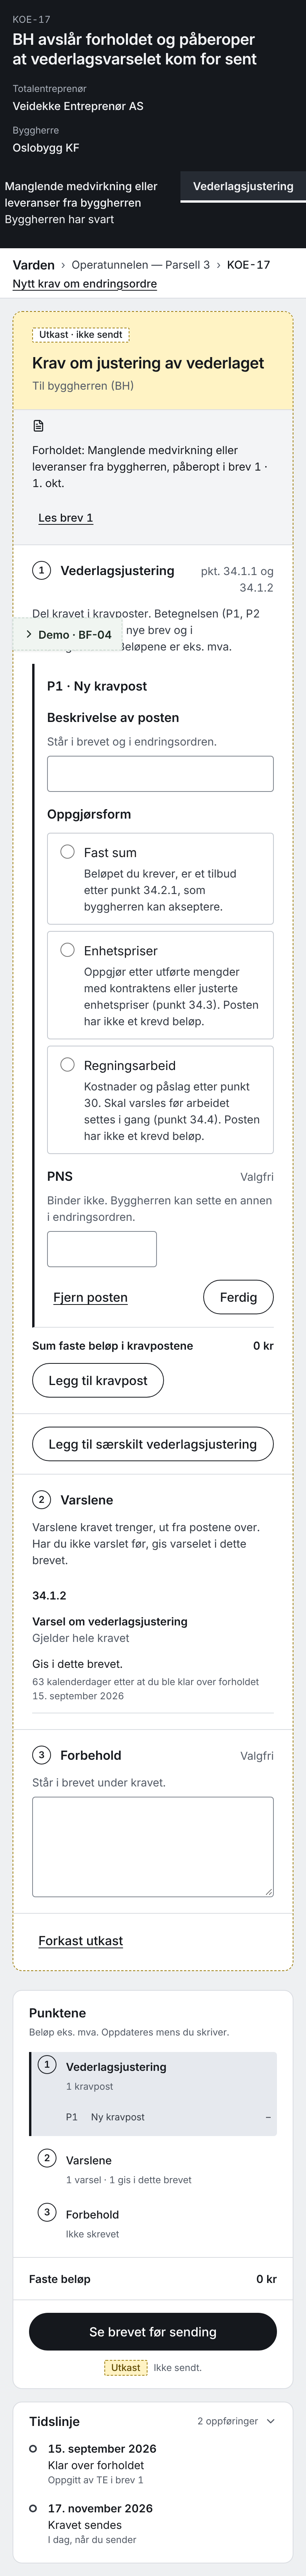 KOE-17
BH avslår forholdet og påberoper
at vederlagsvarselet kom for sent
Totalentreprenør
Veidekke Entreprenør AS
Byggherre
Oslobygg KF
Manglende medvirkning eller
leveranser fra byggherren
Byggherren har svart
Vederlagsjustering
Varden › Operatunnelen — Parsell 3 › KOE-17
Nytt krav om endringsordre
Utkast · ikke sendt
Krav om justering av vederlaget
Til byggherren (BH)
Forholdet: Manglende medvirkning eller
leveranser fra byggherren, påberopt i brev 1 ·
1. okt.
Les brev 1
1 Vederlagsjustering pkt. 34.1.1 og
34.1.2
Del kravet i kravposter. Betegnelsen (P1, P2
nye brev og i
Beløpene er eks. mva.
Demo · BF-04
P1 · Ny kravpost
Beskrivelse av posten
Står i brevet og i endringsordren.
Oppgjørsform
Fast sum
Beløpet du krever, er et tilbud
etter punkt 34.2.1, som
byggherren kan akseptere.
Enhetspriser
Oppgjør etter utførte mengder
med kontraktens eller justerte
enhetspriser (punkt 34.3). Posten
har ikke et krevd beløp.
Regningsarbeid
Kostnader og påslag etter punkt
30. Skal varsles før arbeidet
settes i gang (punkt 34.4). Posten
har ikke et krevd beløp.
PNS Valgfri
Binder ikke. Byggherren kan sette en annen
i endringsordren.
Fjern posten Ferdig
Sum faste beløp i kravpostene 0 kr
Legg til kravpost
Legg til særskilt vederlagsjustering
2 Varslene
Varslene kravet trenger, ut fra postene over.
Har du ikke varslet før, gis varselet i dette
brevet.
34.1.2
Varsel om vederlagsjustering
Gjelder hele kravet
Gis i dette brevet.
63 kalenderdager etter at du ble klar over forholdet
15. september 2026
3 Forbehold Valgfri
Står i brevet under kravet.
Forkast utkast
Punktene
Beløp eks. mva. Oppdateres mens du skriver.
1 Vederlagsjustering
1 kravpost
P1 Ny kravpost –
2 Varslene
1 varsel · 1 gis i dette brevet
3 Forbehold
Ikke skrevet
Faste beløp 0 kr
Se brevet før sending
Utkast Ikke sendt.
Tidslinje 2 oppføringer
15. september 2026
Klar over forholdet
Oppgitt av TE i brev 1
17. november 2026
Kravet sendes
I dag, når du sender